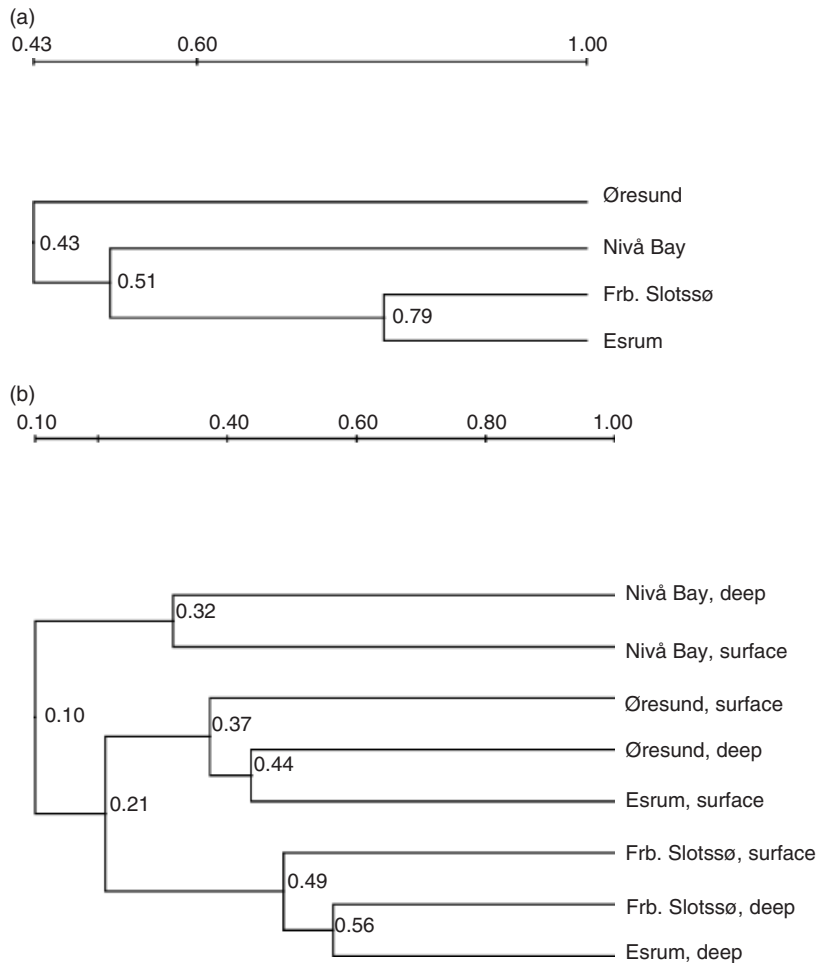 (a)
0.43 0.60 1.00
Øresund
0.43
Nivå Bay
0.51
Frb. Slotssø
0.79
Esrum
(b)
0.10 0.40 0.60 0.80 1.00
Nivå Bay, deep
0.32
Nivå Bay, surface
Øresund, surface
0.10
0.37
Øresund, deep
0.44
Esrum, surface
0.21
Frb. Slotssø, surface
0.49
Frb. Slotssø, deep
0.56
Esrum, deep